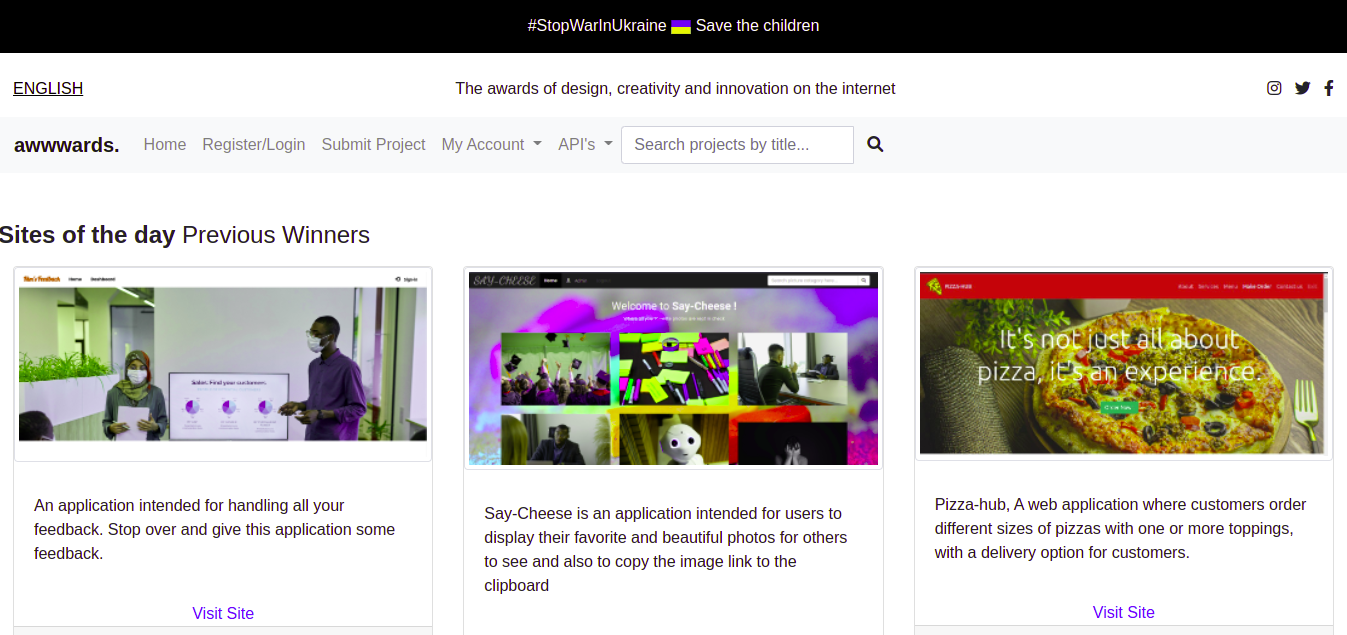 #StopWarInUkraine Save the children
ENGLISH
The awards of design, creativity and innovation on the internet
awwwards.
Home Register/Login Submit Project My Account API's Search projects by title...
Sites of the day Previous Winners
Home Dashboard Sign in
Sales. Find your customers.
An application intended for handling all your
feedback. Stop over and give this application some
feedback.
Visit Site
SAY-CHEESE Home
Welcome to Say-Cheese !
Say-Cheese is an application intended for users to
display their favorite and beautiful photos for others
to see and also to copy the image link to the
clipboard
PIZZA-HUB About Services Menu Make Order Contact us
It's not just all about
pizza, it's an experience.
Order Now
Pizza-hub, A web application where customers order
different sizes of pizzas with one or more toppings,
with a delivery option for customers.
Visit Site